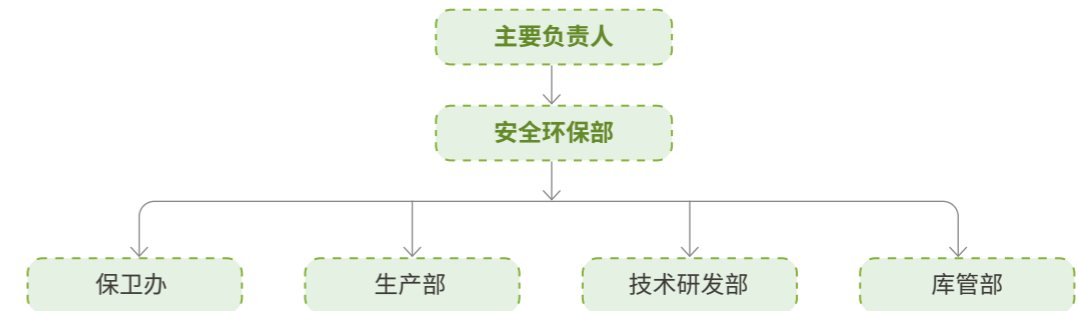 主要负责人
安全环保部
保卫办
生产部
技术研发部
库管部